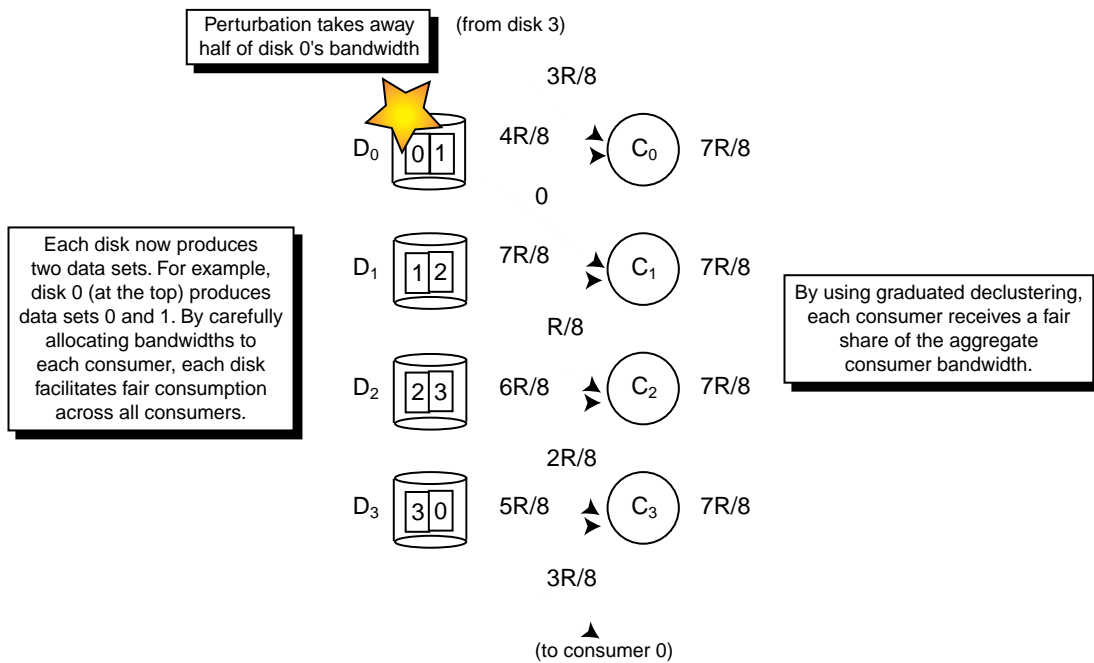 Perturbation takes away
half of disk 0's bandwidth
(from disk 3)
3R/8
D0
0 1
4R/8
C0
7R/8
0
D1
1 2
7R/8
C1
7R/8
R/8
D2
2 3
6R/8
C2
7R/8
2R/8
D3
3 0
5R/8
C3
7R/8
3R/8
(to consumer 0)
Each disk now produces
two data sets. For example,
disk 0 (at the top) produces
data sets 0 and 1. By carefully
allocating bandwidths to
each consumer, each disk
facilitates fair consumption
across all consumers.
By using graduated declustering,
each consumer receives a fair
share of the aggregate
consumer bandwidth.